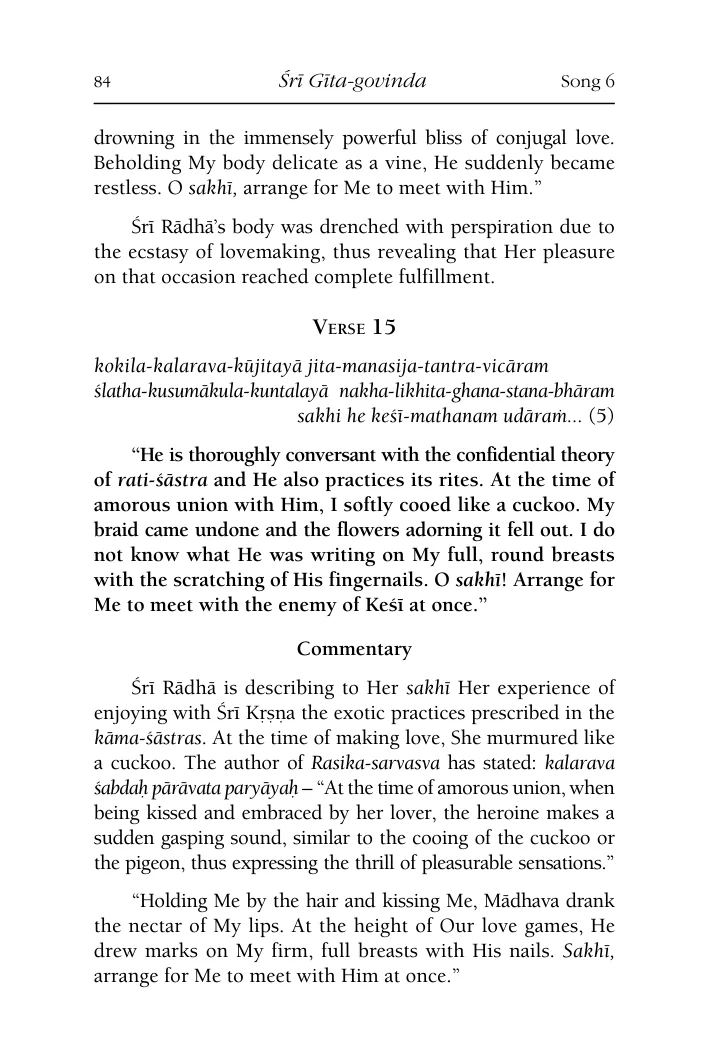 84 Śrī Gīta-govinda Song 6
drowning in the immensely powerful bliss of conjugal love.
Beholding My body delicate as a vine, He suddenly became
restless. O sakhī, arrange for Me to meet with Him.”
Śrī Rādhā’s body was drenched with perspiration due to
the ecstasy of lovemaking, thus revealing that Her pleasure
on that occasion reached complete fulfillment.
Verse 15
kokila-kalarava-kūjitayā jita-manasija-tantra-vicāram
ślatha-kusumākula-kuntalayā nakha-likhita-ghana-stana-bhāram
sakhi he keśī-mathanam udāraṁ... (5)
“He is thoroughly conversant with the confidential theory
of rati-śāstra and He also practices its rites. At the time of
amorous union with Him, I softly cooed like a cuckoo. My
braid came undone and the flowers adorning it fell out. I do
not know what He was writing on My full, round breasts
with the scratching of His fingernails. O sakhī! Arrange for
Me to meet with the enemy of Keśī at once.”
Commentary
Śrī Rādhā is describing to Her sakhī Her experience of
enjoying with Śrī Kṛṣṇa the exotic practices prescribed in the
kāma-śāstras. At the time of making love, She murmured like
a cuckoo. The author of Rasika-sarvasva has stated: kalarava
śabdaḥ pārāvata paryāyaḥ – “At the time of amorous union, when
being kissed and embraced by her lover, the heroine makes a
sudden gasping sound, similar to the cooing of the cuckoo or
the pigeon, thus expressing the thrill of pleasurable sensations.”
“Holding Me by the hair and kissing Me, Mādhava drank
the nectar of My lips. At the height of Our love games, He
drew marks on My firm, full breasts with His nails. Sakhī,
arrange for Me to meet with Him at once.”